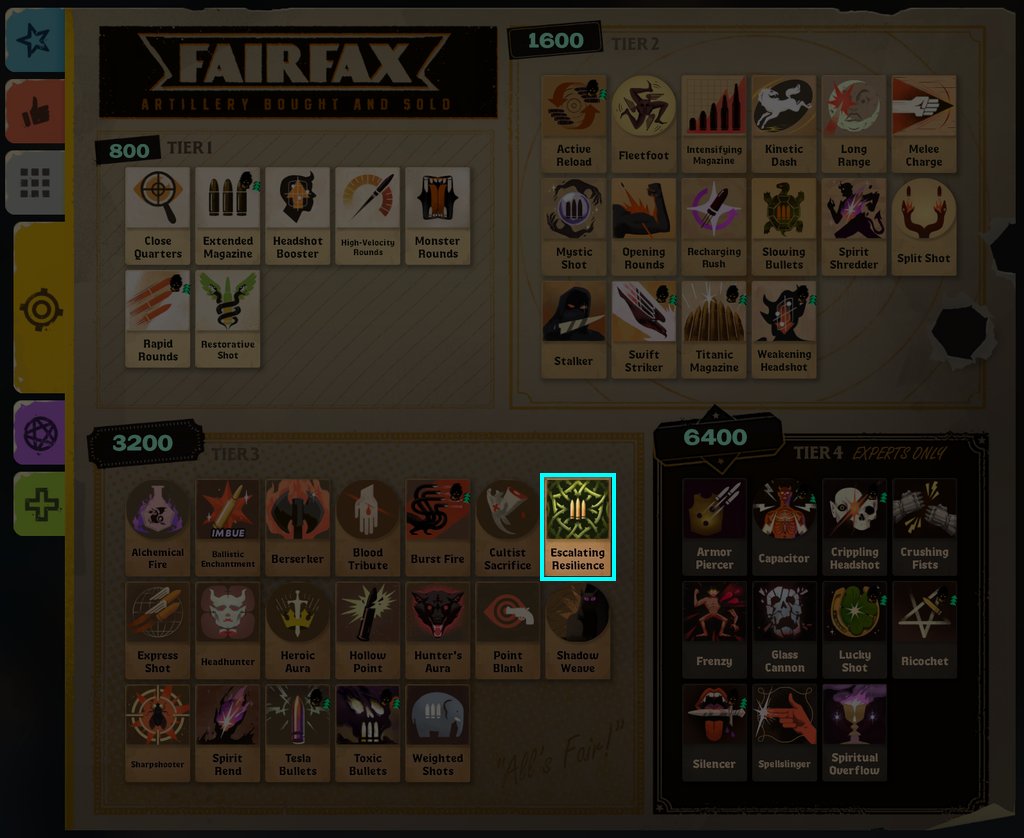 FAIRFAX
ARTILLERY BOUGHT AND SOLD
800 TIER 1
Close Quarters
Extended Magazine
Headshot Booster
High-Velocity Rounds
Monster Rounds
Rapid Rounds
Restorative Shot
1600 TIER 2
Active Reload
Fleetfoot
Intensifying Magazine
Kinetic Dash
Long Range
Melee Charge
Mystic Shot
Opening Rounds
Recharging Rush
Slowing Bullets
Spirit Shredder
Split Shot
Stalker
Swift Striker
Titanic Magazine
Weakening Headshot
3200 TIER 3
Alchemical Fire
IMBUE
Ballistic Enchantment
Berserker
Blood Tribute
Burst Fire
Cultist Sacrifice
Escalating Resilience
Express Shot
Headhunter
Heroic Aura
Hollow Point
Hunter's Aura
Point Blank
Shadow Weave
Sharpshooter
Spirit Rend
Tesla Bullets
Toxic Bullets
Weighted Shots
"All's Fair!"
6400
TIER 4 EXPERTS ONLY
Armor Piercer
Capacitor
Crippling Headshot
Crushing Fists
Frenzy
Glass Cannon
Lucky Shot
Ricochet
Silencer
Spellslinger
Spiritual Overflow